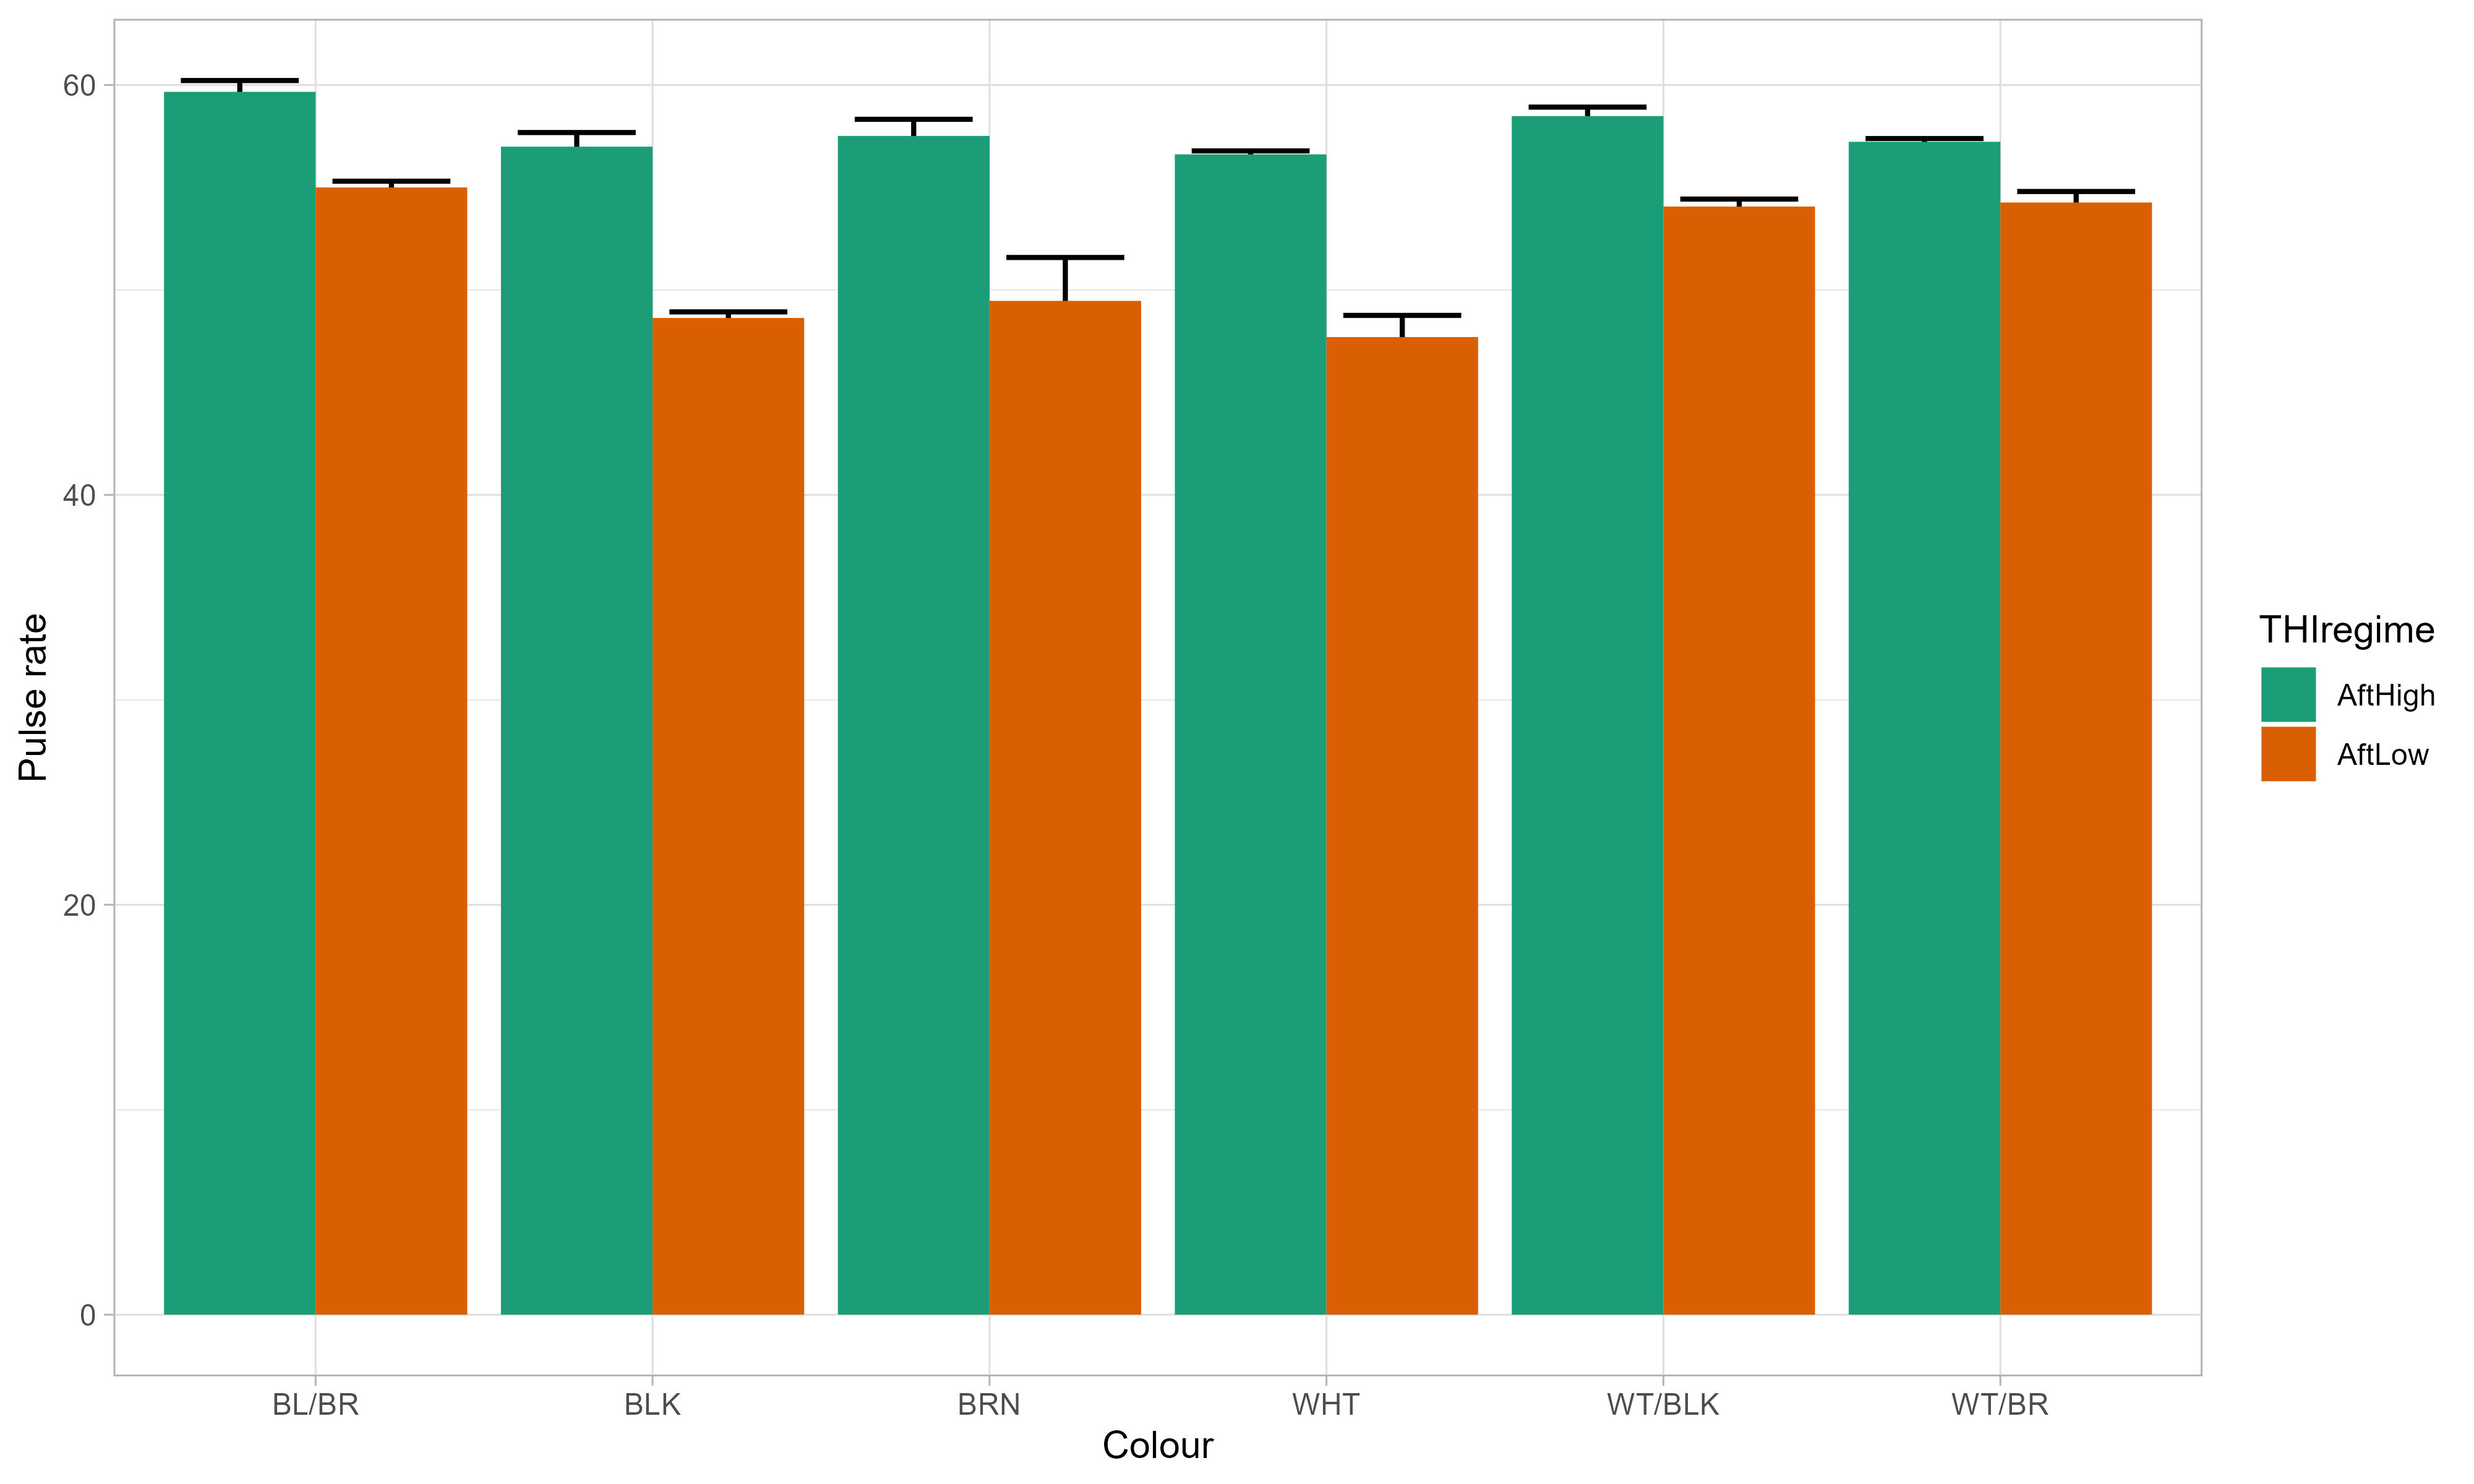 60
40
20
0
Pulse rate
BL/BR
BLK
BRN
WHT
WT/BLK
WT/BR
Colour
THIregime
AftHigh
AftLow